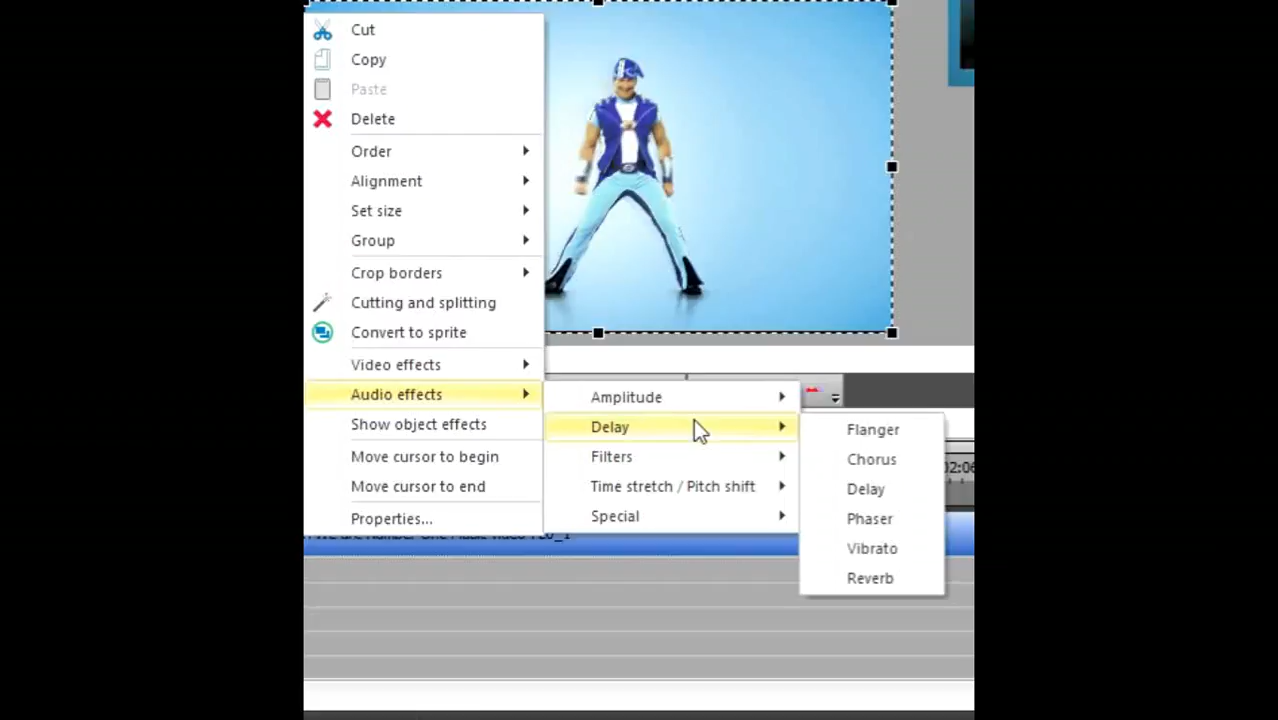 Cut
Copy
Paste
Delete
Order
Alignment
Set size
Group
Crop borders
Cutting and splitting
Convert to sprite
Video effects
Audio effects
Show object effects
Move cursor to begin
Move cursor to end
Properties...
Amplitude
Delay
Filters
Time stretch / Pitch shift
Special
Flanger
Chorus
Delay
Phaser
Vibrato
Reverb
02:06